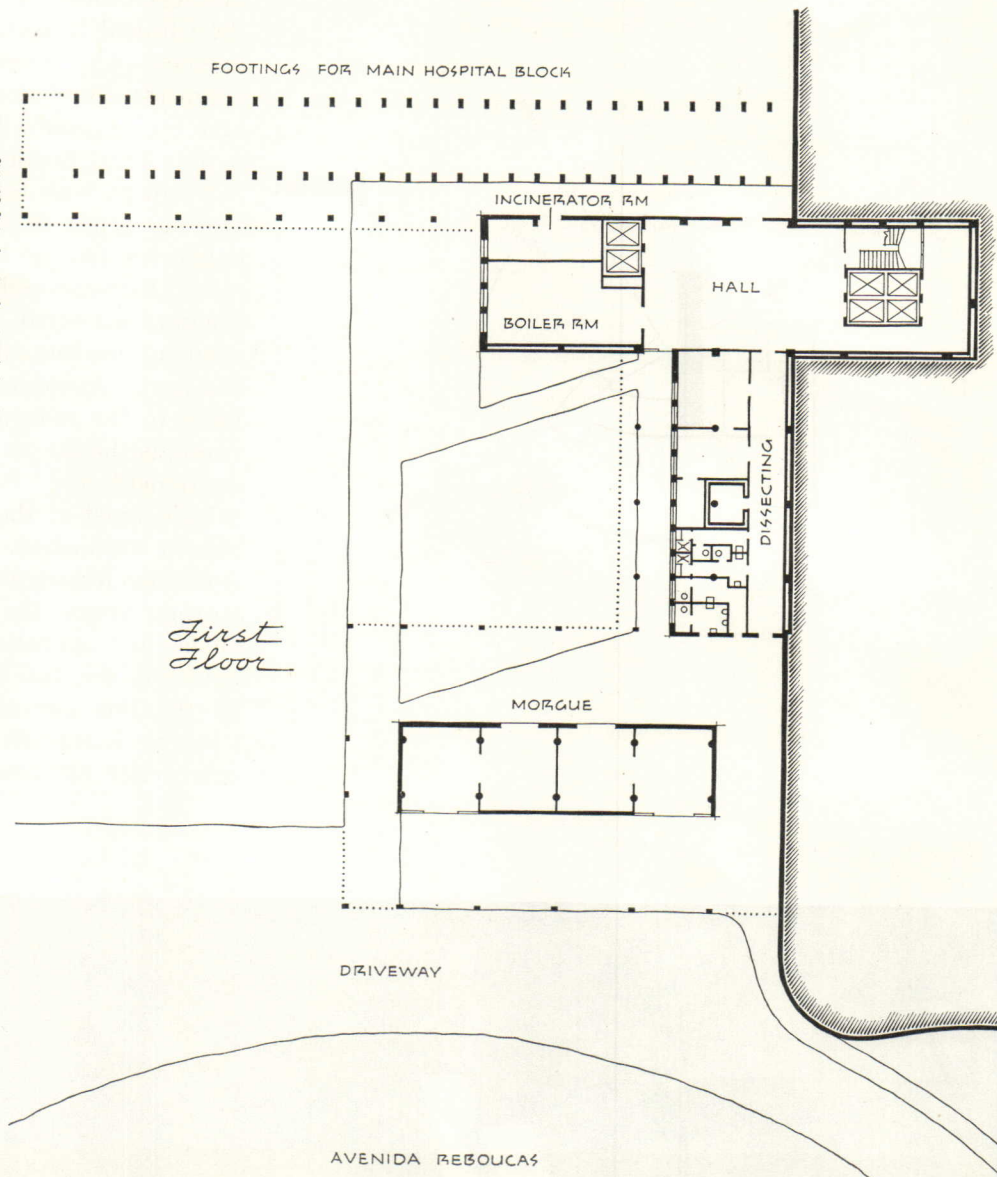 FOOTINGS FOR MAIN HOSPITAL BLOCK
INCINERATOR RM
HALL
BOILER RM
DISSECTING
First
Floor
MORGUE
DRIVEWAY
AVENIDA REBOUCAS